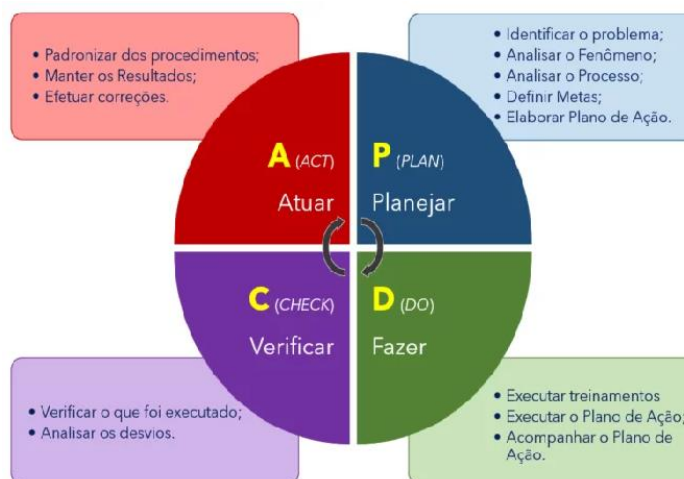 • Padronizar dos procedimentos;
• Manter os Resultados;
• Efetuar correções.
• Identificar o problema;
• Analisar o Fenômeno;
• Analisar o Processo;
• Definir Metas;
• Elaborar Plano de Ação.
A (ACT)
Atuar
P (PLAN)
Planejar
C (CHECK)
Verificar
D (DO)
Fazer
• Verificar o que foi executado;
• Analisar os desvios.
• Executar treinamentos
• Executar o Plano de Ação;
• Acompanhar o Plano de
Ação.